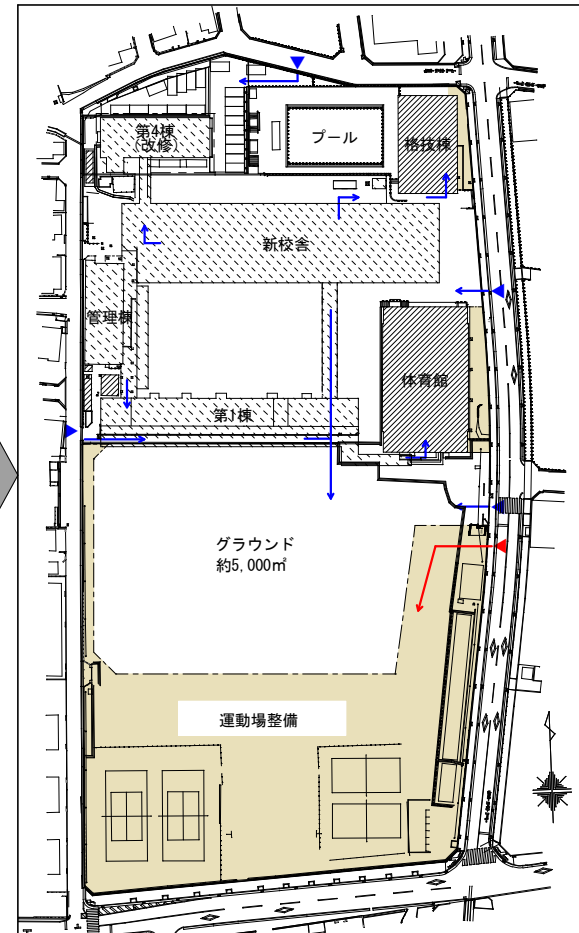 第4棟
(改修)
プール
格技棟
新校舎
管理棟
体育館
第1棟
グラウンド
約5,000㎡
運動場整備